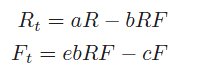 R_t = aR − bRF
F_t = ebRF − cF